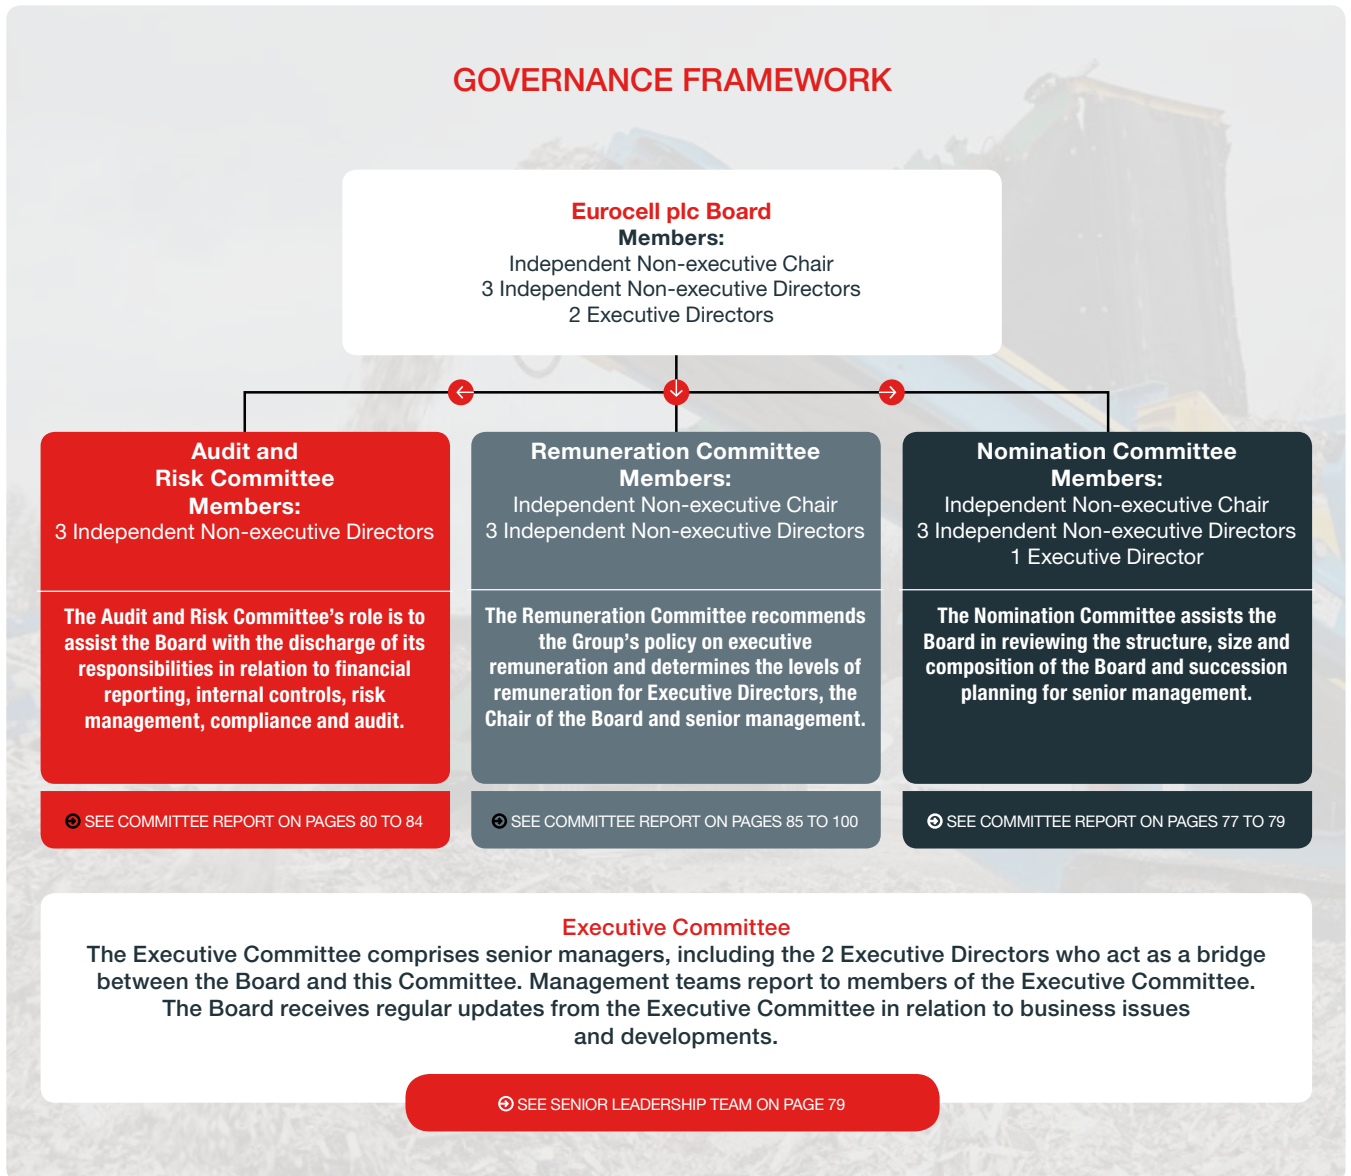 GOVERNANCE FRAMEWORK
Eurocell plc Board
Members:
Independent Non-executive Chair
3 Independent Non-executive Directors
2 Executive Directors
Audit and
Risk Committee
Members:
3 Independent Non-executive Directors
The Audit and Risk Committee’s role is to
assist the Board with the discharge of its
responsibilities in relation to financial
reporting, internal controls, risk
management, compliance and audit.
SEE COMMITTEE REPORT ON PAGES 80 TO 84
Remuneration Committee
Members:
Independent Non-executive Chair
3 Independent Non-executive Directors
The Remuneration Committee recommends
the Group’s policy on executive
remuneration and determines the levels of
remuneration for Executive Directors, the
Chair of the Board and senior management.
SEE COMMITTEE REPORT ON PAGES 85 TO 100
Nomination Committee
Members:
Independent Non-executive Chair
3 Independent Non-executive Directors
1 Executive Director
The Nomination Committee assists the
Board in reviewing the structure, size and
composition of the Board and succession
planning for senior management.
SEE COMMITTEE REPORT ON PAGES 77 TO 79
Executive Committee
The Executive Committee comprises senior managers, including the 2 Executive Directors who act as a bridge
between the Board and this Committee. Management teams report to members of the Executive Committee.
The Board receives regular updates from the Executive Committee in relation to business issues
and developments.
SEE SENIOR LEADERSHIP TEAM ON PAGE 79